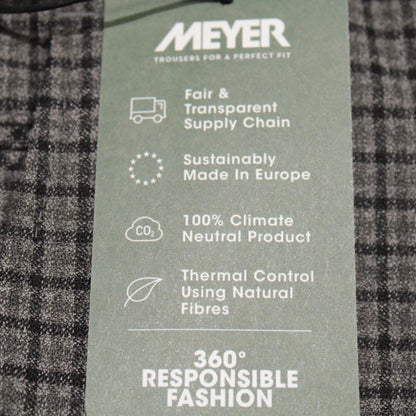 MEYER
TROUSERS FOR A PERFECT FIT
Fair &
Transparent
Supply Chain
Sustainably
Made In Europe
CO₂
100% Climate
Neutral Product
Thermal Control
Using Natural
Fibres
360°
RESPONSIBLE
FASHION